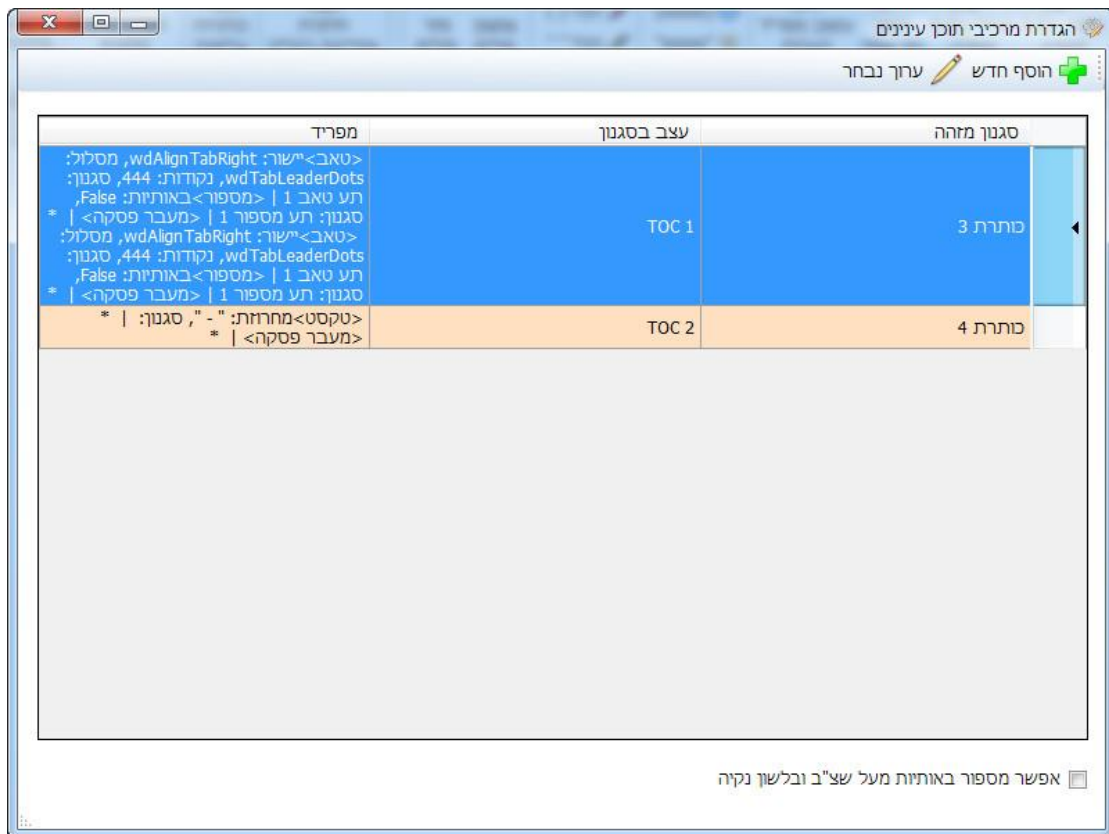 הגדרת מרכיבי תוכן עינינים
הוסף חדש ערוך נבחר
סגנון מזהה עצב בסגנון מפריד
כותרת 3 TOC 1
<טאב>יישור: wdAlignTabRight, מסלול:
wdTabLeaderDots, נקודות: 444, סגנון:
תע טאב 1 | <מספור>באותיות: False,
סגנון: תע מספור 1 | <מעבר פסקה> | *
<טאב>יישור: wdAlignTabRight, מסלול:
wdTabLeaderDots, נקודות: 444, סגנון:
תע טאב 1 | <מספור>באותיות: False,
סגנון: תע מספור 1 | <מעבר פסקה> | *
כותרת 4 TOC 2
<טקסט>מחרוזת: " - ", סגנון: | *
<מעבר פסקה> | *
אפשר מספור באותיות מעל שצ"ב ובלשון נקיה